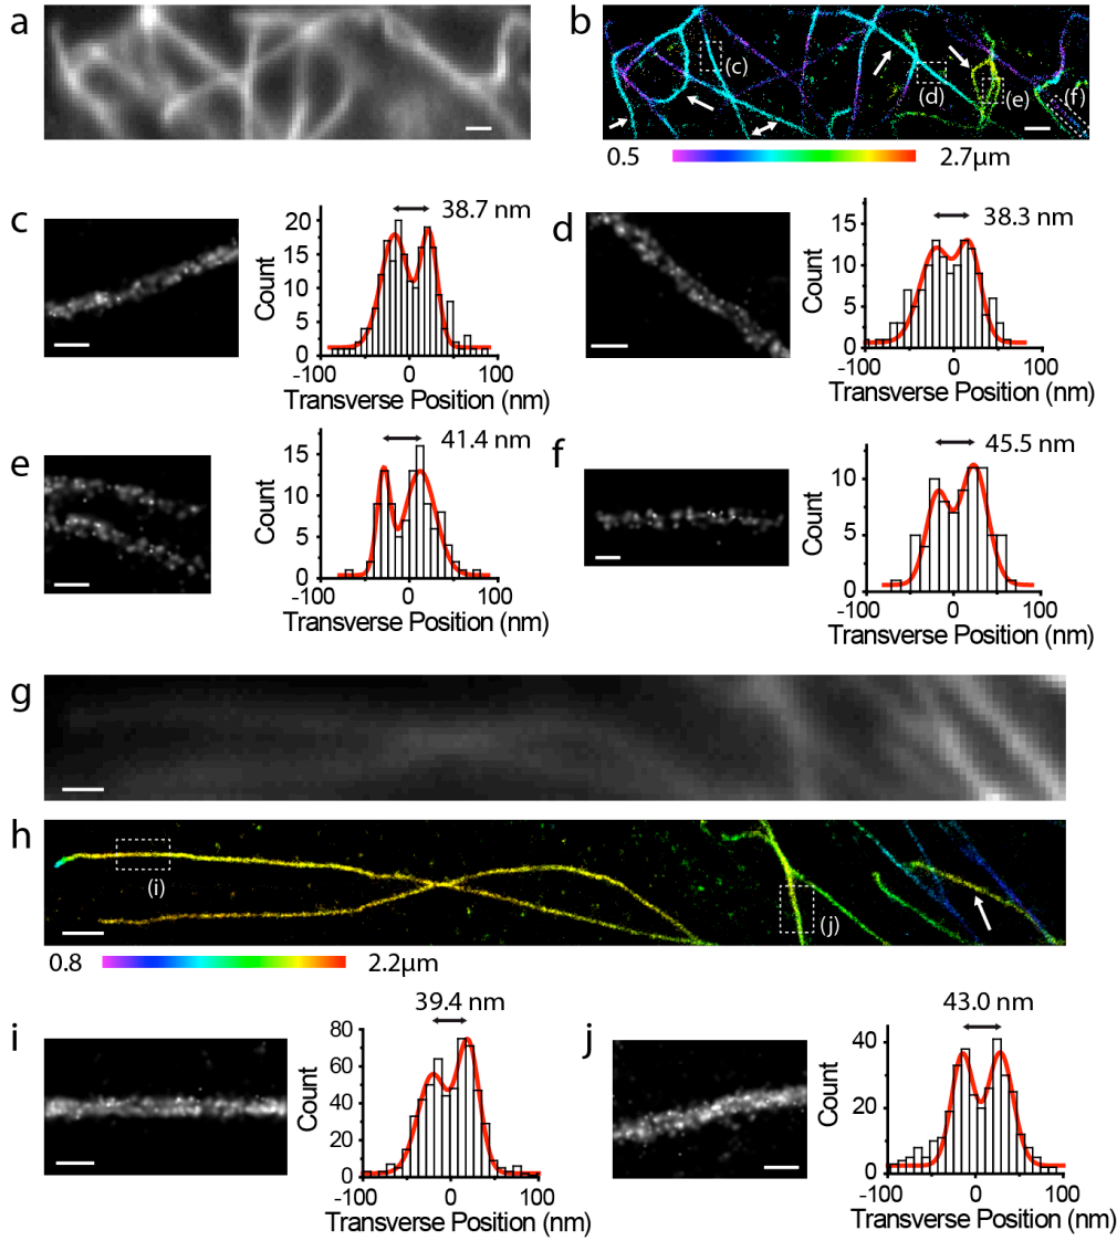 a
b
(c)
(d)
(e)
(f)
0.5
2.7µm
c
38.7 nm
20
15
10
5
0
Count
-100
0
100
Transverse Position (nm)
d
38.3 nm
15
10
5
0
Count
-100
0
100
Transverse Position (nm)
e
41.4 nm
15
10
5
0
Count
-100
0
100
Transverse Position (nm)
f
45.5 nm
10
5
0
Count
-100
0
100
Transverse Position (nm)
g
h
(i)
(j)
0.8
2.2µm
i
39.4 nm
80
60
40
20
0
Count
-100
0
100
Transverse Position (nm)
j
43.0 nm
40
20
0
Count
-100
0
100
Transverse Position (nm)